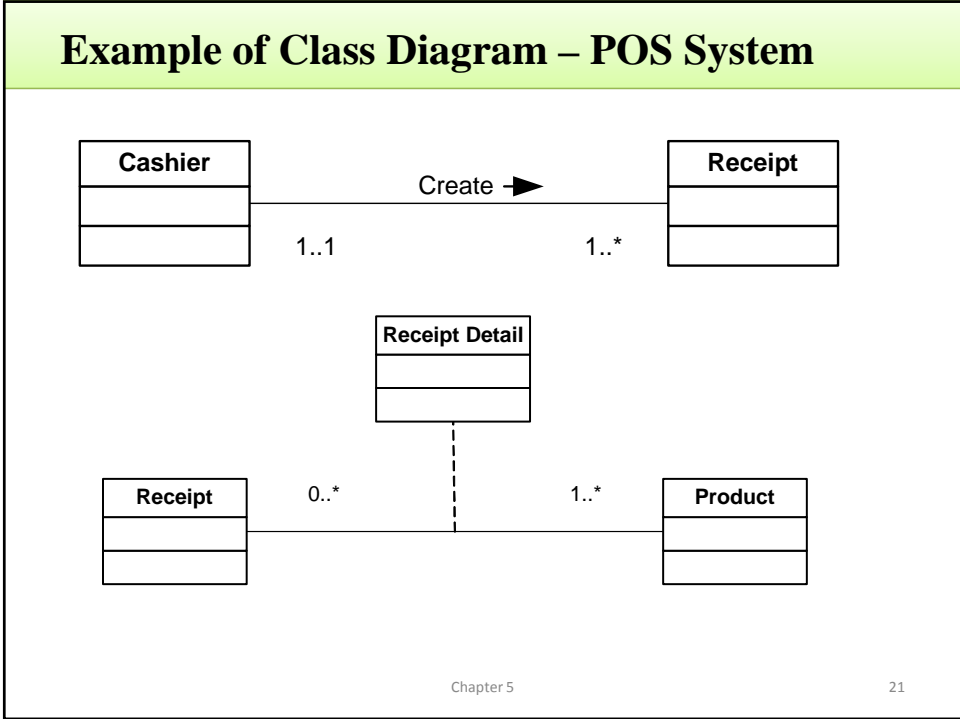 Example of Class Diagram – POS System
Cashier
Create
Receipt
1..1
1..*
Receipt Detail
Receipt
0..*
1..*
Product
Chapter 5
21